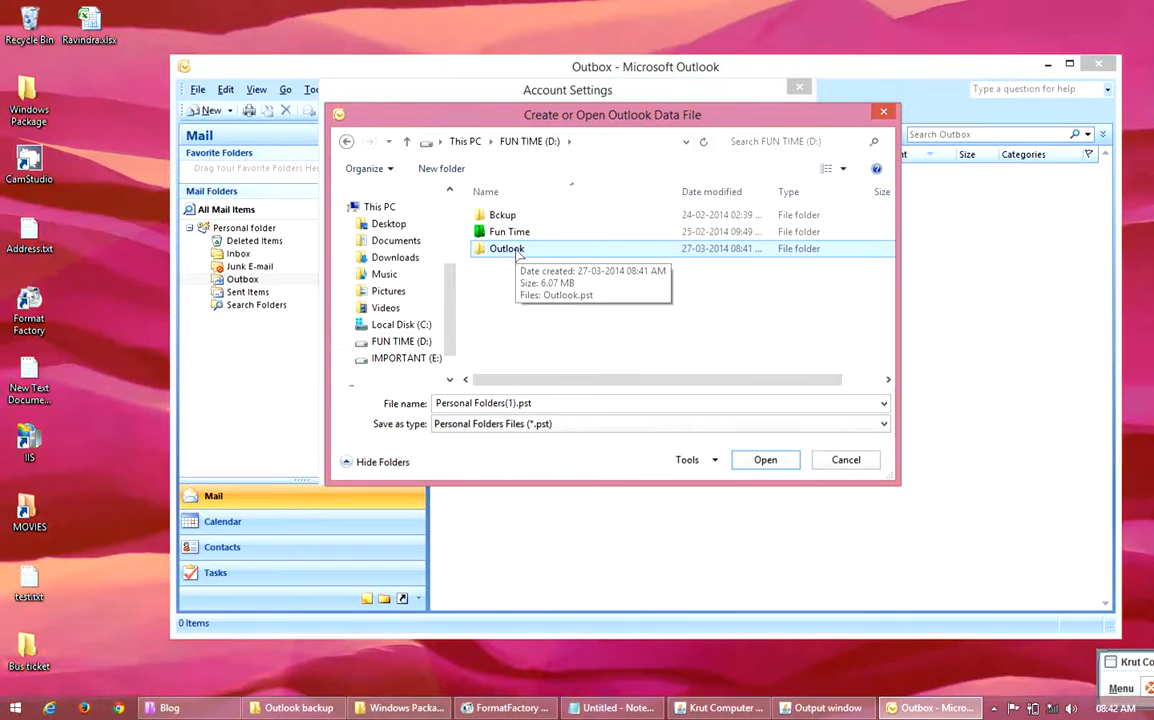 Recycle Bin
Ravindra.xlsx
Windows
Package
CamStudio
Address.txt
Format
Factory
New Text
Docume...
IIS
MOVIES
test.txt
Bus ticket
Outbox - Microsoft Outlook
File Edit View Go
Type a question for help
New
Mail
Favorite Folders
Drag Your Favorite Folders He
Mail Folders
All Mail Items
Personal folder
Deleted Items
Inbox
Junk E-mail
Outbox
Sent Items
Search Folders
Mail
Calendar
Contacts
Tasks
0 Items
Search Outbox
Size Categories
Account Settings
Create or Open Outlook Data File
This PC FUN TIME (D:)
Search FUN TIME (D:)
Organize New folder
This PC
Desktop
Documents
Downloads
Music
Pictures
Videos
Local Disk (C:)
FUN TIME (D:)
IMPORTANT (E:)
Name Date modified Type Size
Bckup 24-02-2014 02:39 ... File folder
Fun Time 25-02-2014 09:49 ... File folder
Outlook 27-03-2014 08:41 ... File folder
Date created: 27-03-2014 08:41 AM
Size: 6.07 MB
Files: Outlook.pst
File name: Personal Folders(1).pst
Save as type: Personal Folders Files (*.pst)
Hide Folders
Tools Open Cancel
Krut Co
Menu
Blog
Outlook backup
Windows Packa...
FormatFactory ...
Untitled - Note...
Krut Computer ...
Output window
Outbox - Micro...
08:42 AM